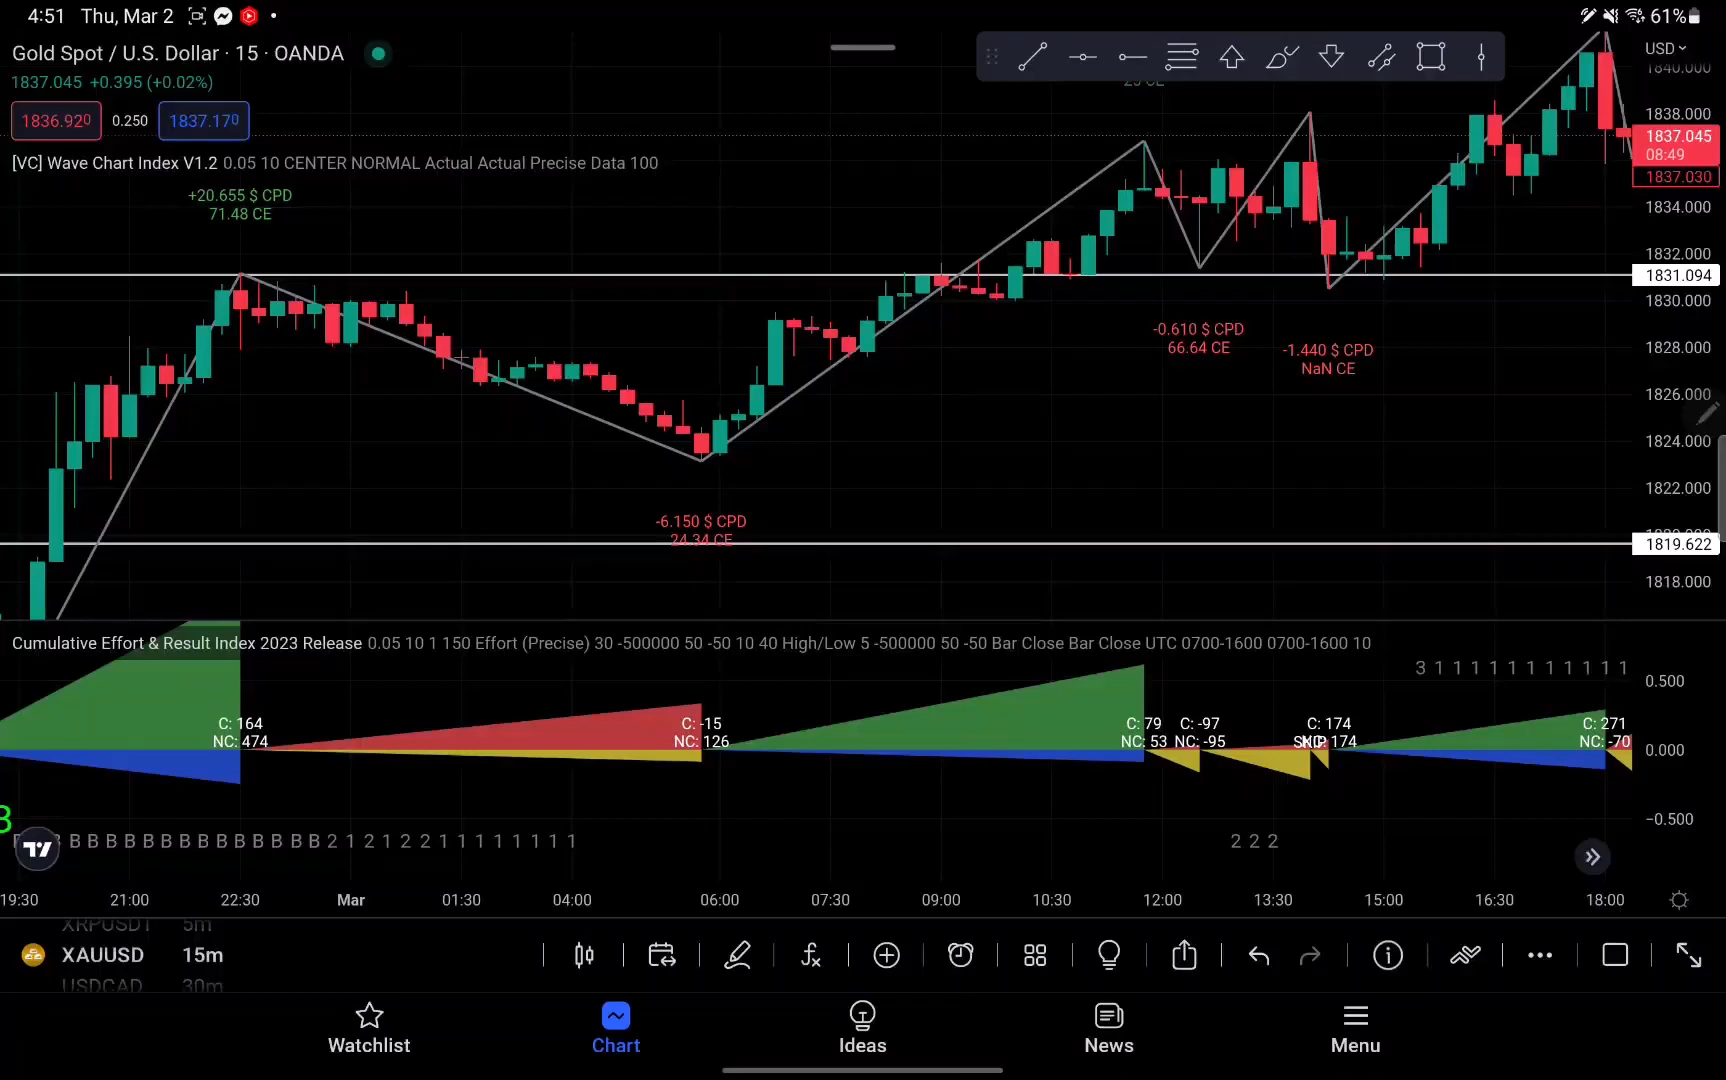 4:51 Thu, Mar 2
61%
Gold Spot / U.S. Dollar · 15 · OANDA
USD
1840.000
1837.045 +0.395 (+0.02%)
1838.000
1836.920 0.250 1837.170
1837.045
08:49
[VC] Wave Chart Index V1.2 0.05 10 CENTER NORMAL Actual Actual Precise Data 100
1837.030
+20.655 $ CPD
71.48 CE
1834.000
1832.000
1831.094
1830.000
-0.610 $ CPD
66.64 CE
-1.440 $ CPD
NaN CE
1828.000
1826.000
1824.000
1822.000
-6.150 $ CPD
24.34 CE
1819.622
1818.000
Cumulative Effort & Result Index 2023 Release 0.05 10 1 150 Effort (Precise) 30 -500000 50 -50 10 40 High/Low 5 -500000 50 -50 Bar Close Bar Close UTC 0700-1600 0700-1600 10
3 1 1 1 1 1 1 1 1 1 1 1
0.500
C: 164
NC: 474
C: -15
NC: 126
C: 79
NC: 53
C: -97
NC: -95
C: 174
174
C: 271
NC: -70
0.000
−0.500
B
B B B B B B B B B B B B B B 2 1 2 1 2 2 1 1 1 1 1 1 1 1
2 2 2
19:30 21:00 22:30 Mar 01:30 04:00 06:00 07:30 09:00 10:30 12:00 13:30 15:00 16:30 18:00
XRPUSDT 5m
XAUUSD 15m
USDCAD 30m
Watchlist Chart Ideas News Menu